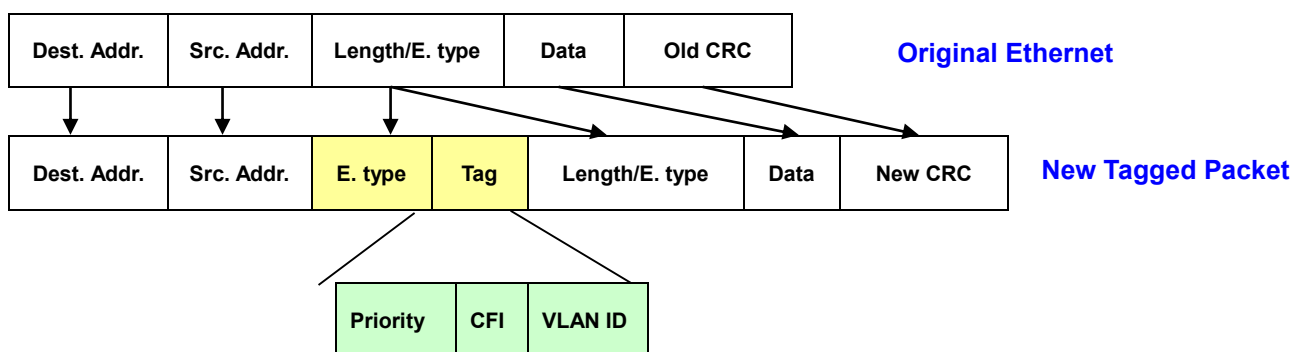 Dest. Addr. Src. Addr. Length/E. type Data Old CRC Original Ethernet
Dest. Addr. Src. Addr. E. type Tag Length/E. type Data New CRC New Tagged Packet
Priority CFI VLAN ID